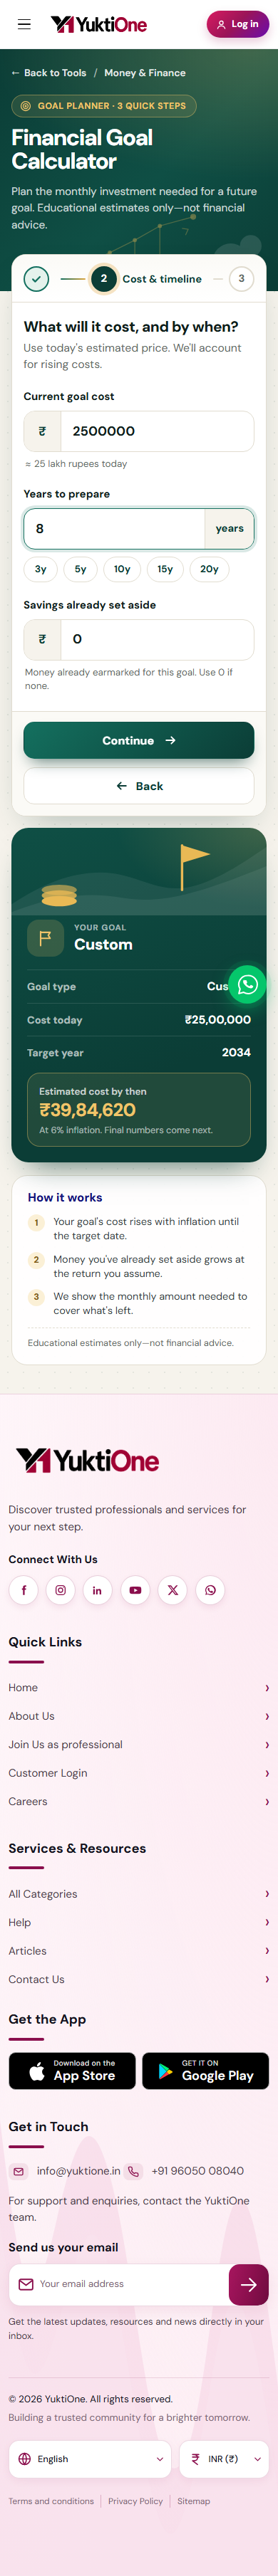 YuktiOne
Log in
← Back to Tools / Money & Finance
GOAL PLANNER · 3 QUICK STEPS
Financial Goal
Calculator
Plan the monthly investment needed for a future
goal. Educational estimates only—not financial
advice.
2 Cost & timeline 3
What will it cost, and by when?
Use today's estimated price. We'll account
for rising costs.
Current goal cost
₹ 2500000
≈ 25 lakh rupees today
Years to prepare
8 years
3y 5y 10y 15y 20y
Savings already set aside
₹ 0
Money already earmarked for this goal. Use 0 if
none.
Continue →
← Back
YOUR GOAL
Custom
Goal type
Cost today ₹25,00,000
Target year 2034
Estimated cost by then
₹39,84,620
At 6% inflation. Final numbers come next.
How it works
1 Your goal's cost rises with inflation until
the target date.
2 Money you've already set aside grows at
the return you assume.
3 We show the monthly amount needed to
cover what's left.
Educational estimates only—not financial advice.
YuktiOne
Discover trusted professionals and services for
your next step.
Connect With Us
Quick Links
Home ›
About Us ›
Join Us as professional ›
Customer Login ›
Careers ›
Services & Resources
All Categories ›
Help ›
Articles ›
Contact Us ›
Get the App
Download on the
App Store
GET IT ON
Google Play
Get in Touch
info@yuktione.in +91 96050 08040
For support and enquiries, contact the YuktiOne
team.
Send us your email
Your email address
Get the latest updates, resources and news directly in your
inbox.
© 2026 YuktiOne. All rights reserved.
Building a trusted community for a brighter tomorrow.
English ₹ INR (₹)
Terms and conditions | Privacy Policy | Sitemap